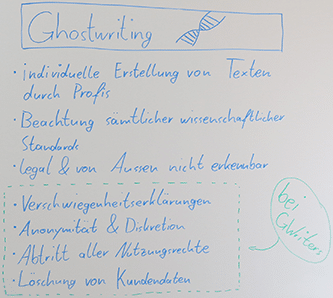 Ghostwriting
• individuelle Erstellung von Texten
durch Profis
• Beachtung sämtlicher wissenschaftlicher
Standards
• legal & von Aussen nicht erkennbar
• Verschwiegenheitserklärungen
• Anonymität & Diskretion
• Abtritt aller Nutzungsrechte
• Löschung von Kundendaten
bei
GWriters